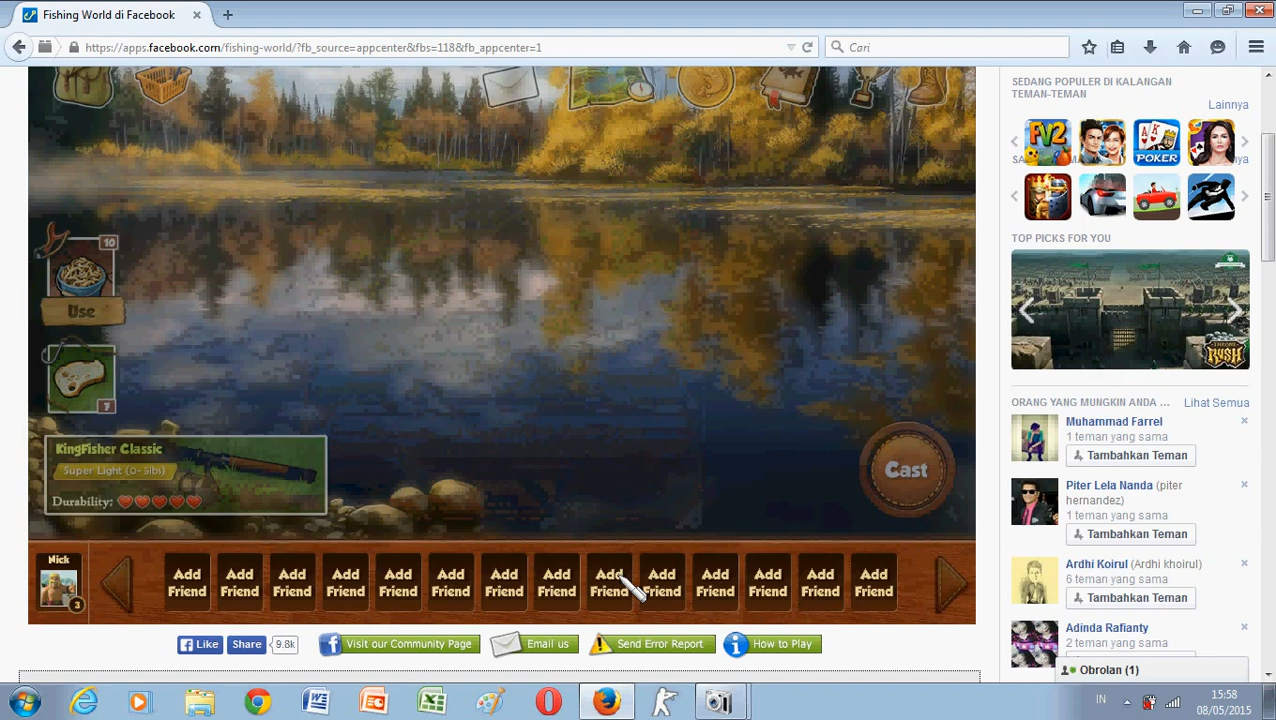 Fishing World di Facebook
https://apps.facebook.com/fishing-world/?fb_source=appcenter&fbs=118&fb_appcenter=1
Cari
SEDANG POPULER DI KALANGAN
TEMAN-TEMAN
Lainnya
FV2
POKER
TOP PICKS FOR YOU
THRONE
RUSH
ORANG YANG MUNGKIN ANDA ...
Lihat Semua
Muhammad Farrel
1 teman yang sama
Tambahkan Teman
Piter Lela Nanda (piter
hernandez)
1 teman yang sama
Tambahkan Teman
Ardhi Koirul (Ardhi khoirul)
6 teman yang sama
Tambahkan Teman
Adinda Rafianty
2 teman yang sama
Obrolan (1)
10
Use
7
KingFisher Classic
Super Light (0-5lbs)
Durability:
Cast
Nick
3
Add Friend
Add Friend
Add Friend
Add Friend
Add Friend
Add Friend
Add Friend
Add Friend
Add Friend
Add Friend
Add Friend
Add Friend
Add Friend
Add Friend
Like Share 9.8k Visit our Community Page Email us Send Error Report How to Play
IN
15:58
08/05/2015